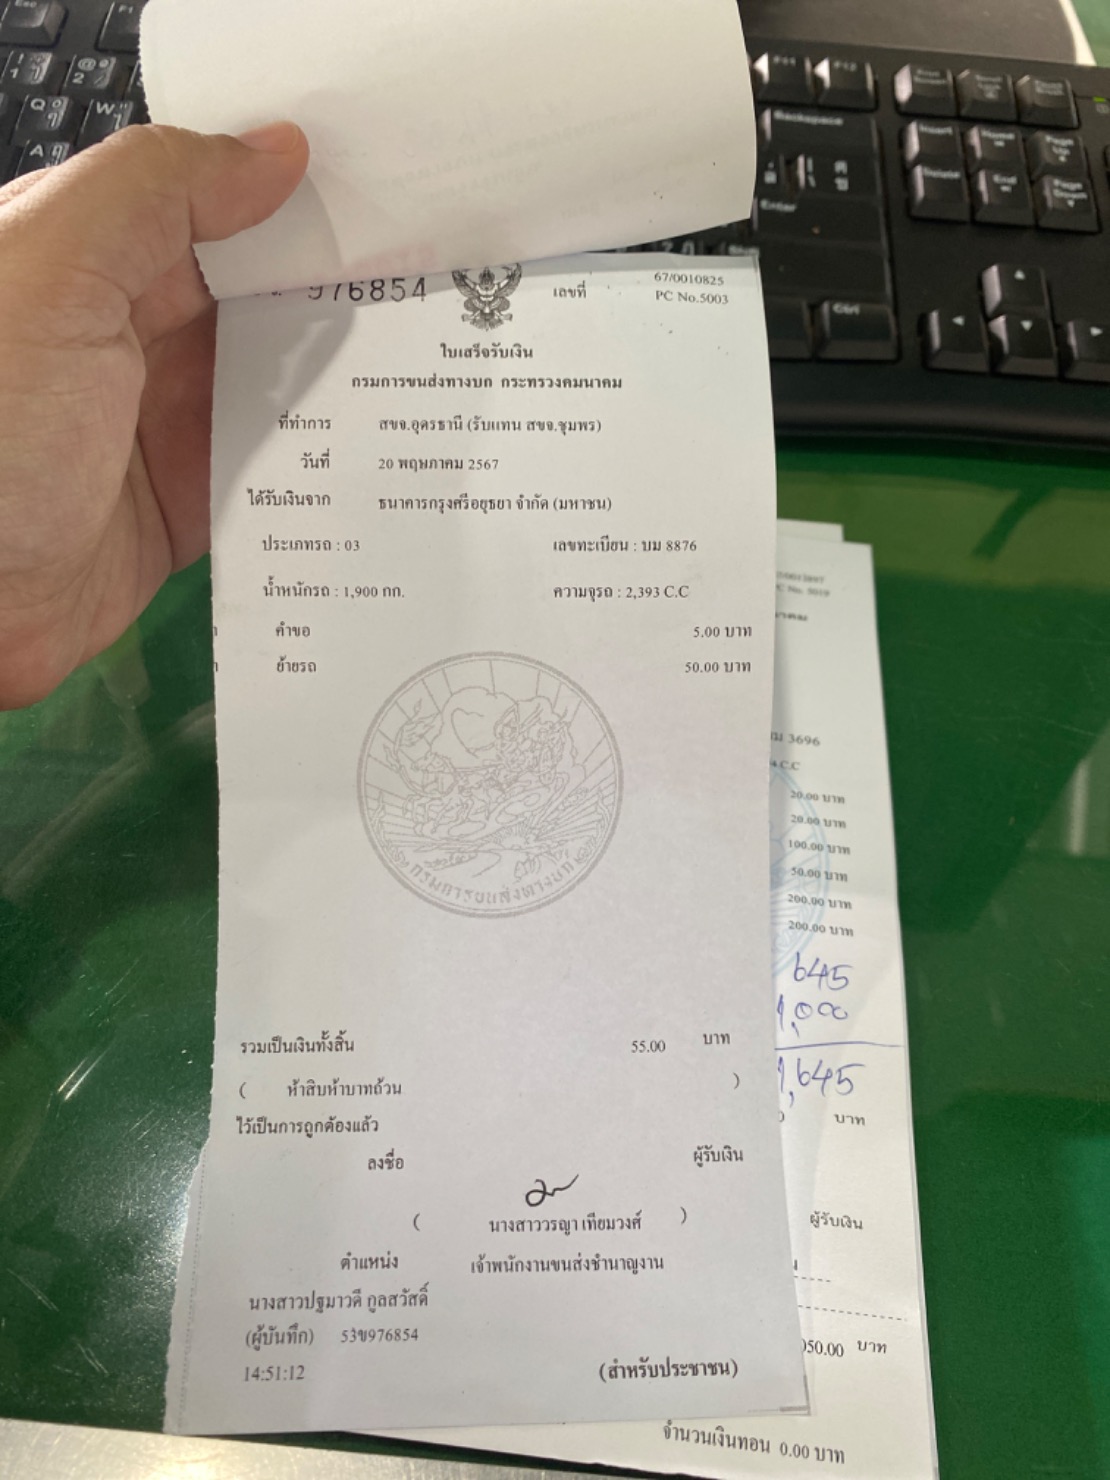 976854
เลขที่
67/0010825
PC No.5003
ใบเสร็จรับเงิน
กรมการขนส่งทางบก กระทรวงคมนาคม
ที่ทำการ สขจ.อุดรธานี (รับแทน สขจ.ชุมพร)
วันที่ 20 พฤษภาคม 2567
ได้รับเงินจาก ธนาคารกรุงศรีอยุธยา จำกัด (มหาชน)
ประเภทรถ : 03 เลขทะเบียน : บม 8876
น้ำหนักรถ : 1,900 กก. ความจุรถ : 2,393 C.C
คำขอ 5.00 บาท
ย้ายรถ 50.00 บาท
กรมการขนส่งทางบก
รวมเป็นเงินทั้งสิ้น 55.00 บาท
( ห้าสิบห้าบาทถ้วน )
ไว้เป็นการถูกต้องแล้ว
ลงชื่อ ผู้รับเงิน
( นางสาววรญา เทียมวงศ์ )
ตำแหน่ง เจ้าพนักงานขนส่งชำนาญงาน
นางสาวปฐมาวดี กูลสวัสดิ์
(ผู้บันทึก) 53ข976854
14:51:12 (สำหรับประชาชน)
3696
C.C
20.00 บาท
20.00 บาท
100.00 บาท
50.00 บาท
200.00 บาท
200.00 บาท
645
1,000
1,645
บาท
ผู้รับเงิน
050.00 บาท
จำนวนเงินทอน 0.00 บาท
Esc
F1
Q
W
A
F11
F12
Backspace
Enter
Ctrl
Insert
Home
Page Up
Delete
End
Page Down